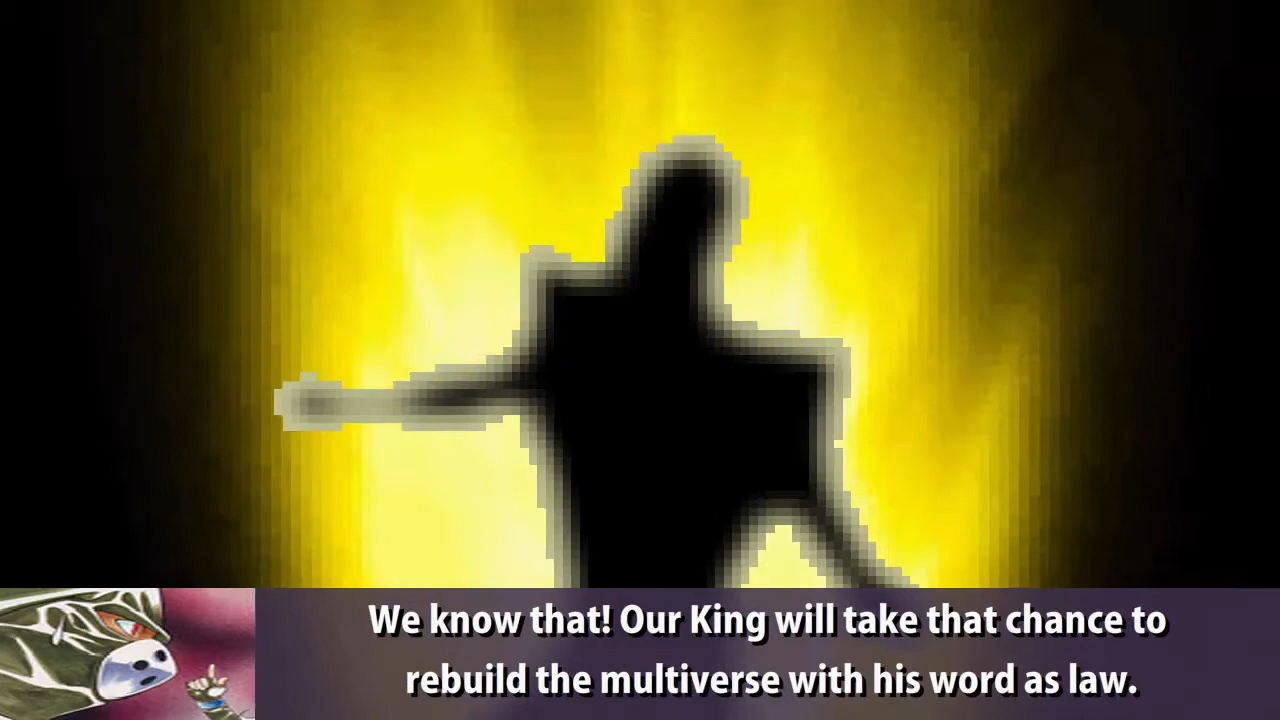 We know that! Our King will take that chance to
rebuild the multiverse with his word as law.